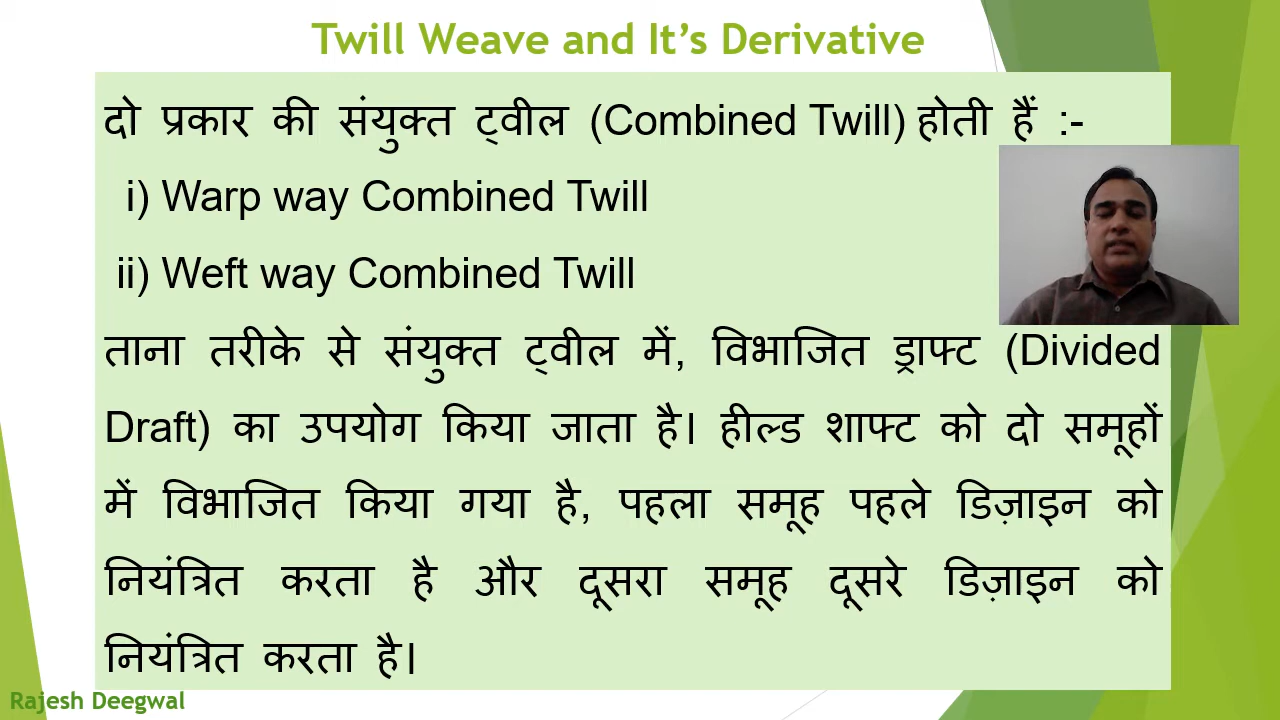 Twill Weave and It’s Derivative
दो प्रकार की संयुक्त ट्वील (Combined Twill) होती हैं :-
i) Warp way Combined Twill
ii) Weft way Combined Twill
ताना तरीके से संयुक्त ट्वील में, विभाजित ड्राफ्ट (Divided
Draft) का उपयोग किया जाता है। हील्ड शाफ्ट को दो समूहों
में विभाजित किया गया है, पहला समूह पहले डिज़ाइन को
नियंत्रित करता है और दूसरा समूह दूसरे डिज़ाइन को
नियंत्रित करता है।
Rajesh Deegwal